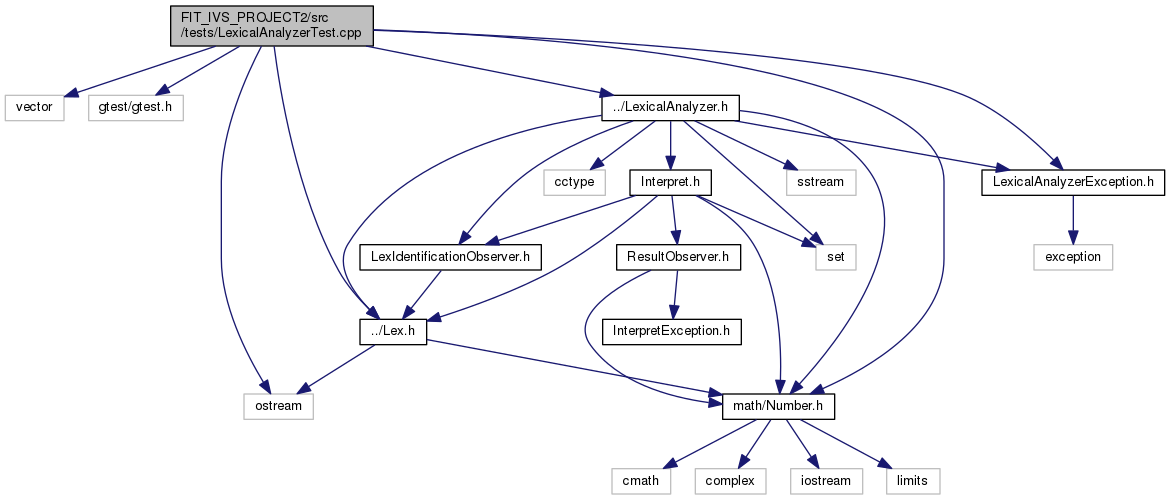 FIT_IVS_PROJECT2/src
/tests/LexicalAnalyzerTest.cpp
vector
gtest/gtest.h
../LexicalAnalyzer.h
cctype
Interpret.h
sstream
LexicalAnalyzerException.h
LexIdentificationObserver.h
ResultObserver.h
set
exception
../Lex.h
InterpretException.h
ostream
math/Number.h
cmath
complex
iostream
limits